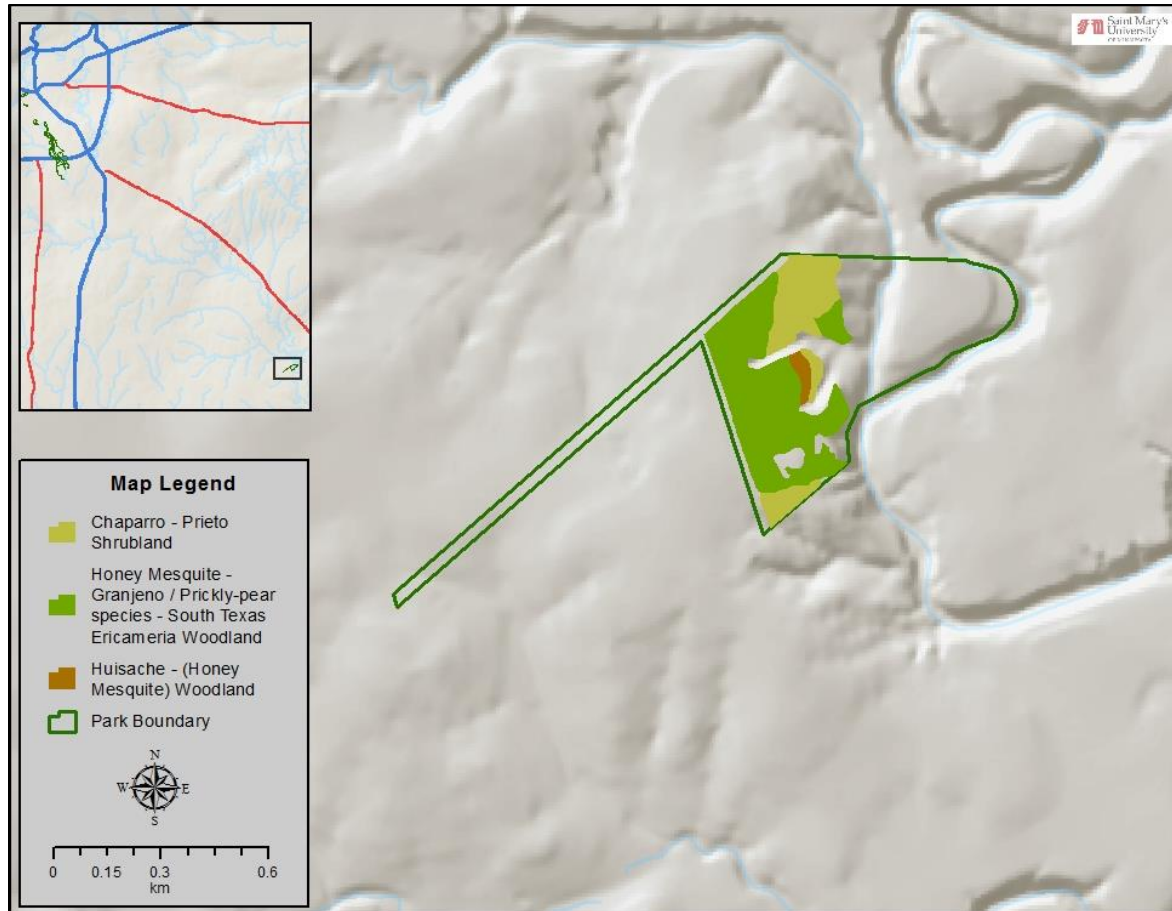 Saint Mary's
University
Map Legend
Chaparro - Prieto
Shrubland
Honey Mesquite -
Granjeno / Prickly-pear
species - South Texas
Ericameria Woodland
Huisache - (Honey
Mesquite) Woodland
Park Boundary
N
W E
S
0 0.15 0.3 0.6
km